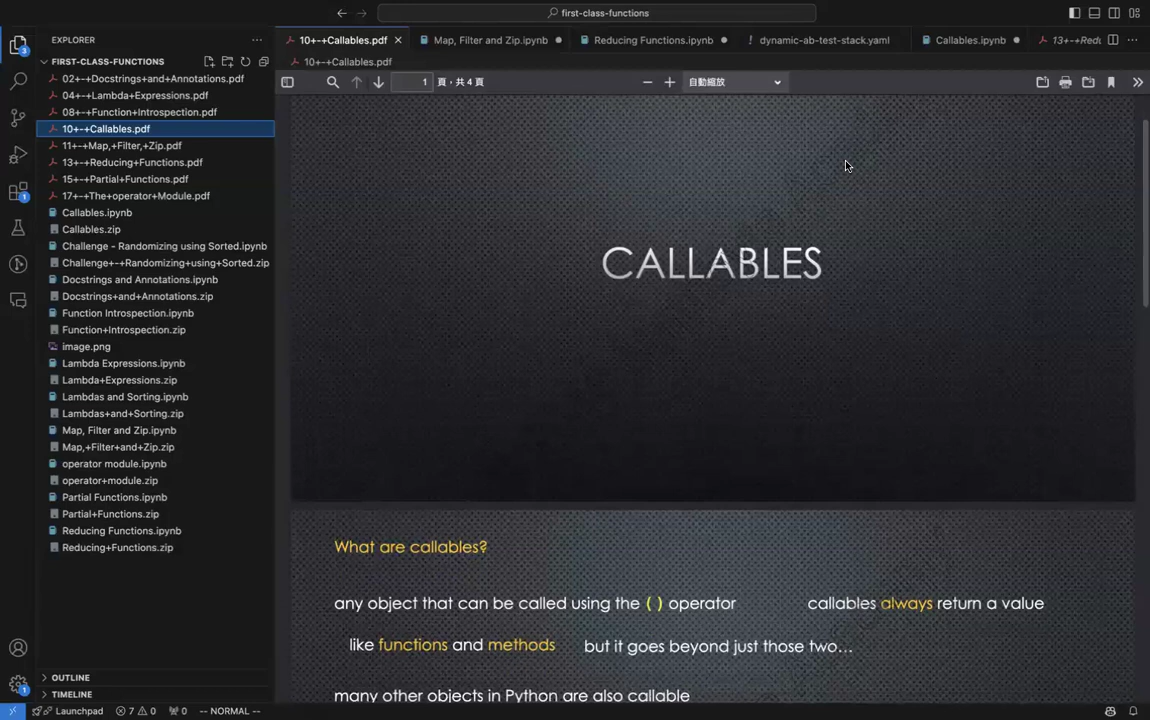 first-class-functions
EXPLORER
10+-+Callables.pdf
Map, Filter and Zip.ipynb
Reducing Functions.ipynb
dynamic-ab-test-stack.yaml
Callables.ipynb
13+-+Redu
FIRST-CLASS-FUNCTIONS
10+-+Callables.pdf
02+-+Docstrings+and+Annotations.pdf
1
頁，共 4 頁
自動縮放
04+-+Lambda+Expressions.pdf
08+-+Function+Introspection.pdf
10+-+Callables.pdf
11+-+Map,+Filter,+Zip.pdf
13+-+Reducing+Functions.pdf
15+-+Partial+Functions.pdf
17+-+The+operator+Module.pdf
Callables.ipynb
Callables.zip
Challenge - Randomizing using Sorted.ipynb
Challenge+-+Randomizing+using+Sorted.zip
Docstrings and Annotations.ipynb
Docstrings+and+Annotations.zip
Function Introspection.ipynb
Function+Introspection.zip
image.png
Lambda Expressions.ipynb
Lambda+Expressions.zip
Lambdas and Sorting.ipynb
Lambdas+and+Sorting.zip
Map, Filter and Zip.ipynb
Map,+Filter+and+Zip.zip
operator module.ipynb
operator+module.zip
Partial Functions.ipynb
Partial+Functions.zip
Reducing Functions.ipynb
Reducing+Functions.zip
CALLABLES
What are callables?
any object that can be called using the ( ) operator
callables always return a value
like functions and methods
but it goes beyond just those two...
many other objects in Python are also callable
OUTLINE
TIMELINE
3
1
1
Launchpad
7
0
0
-- NORMAL --